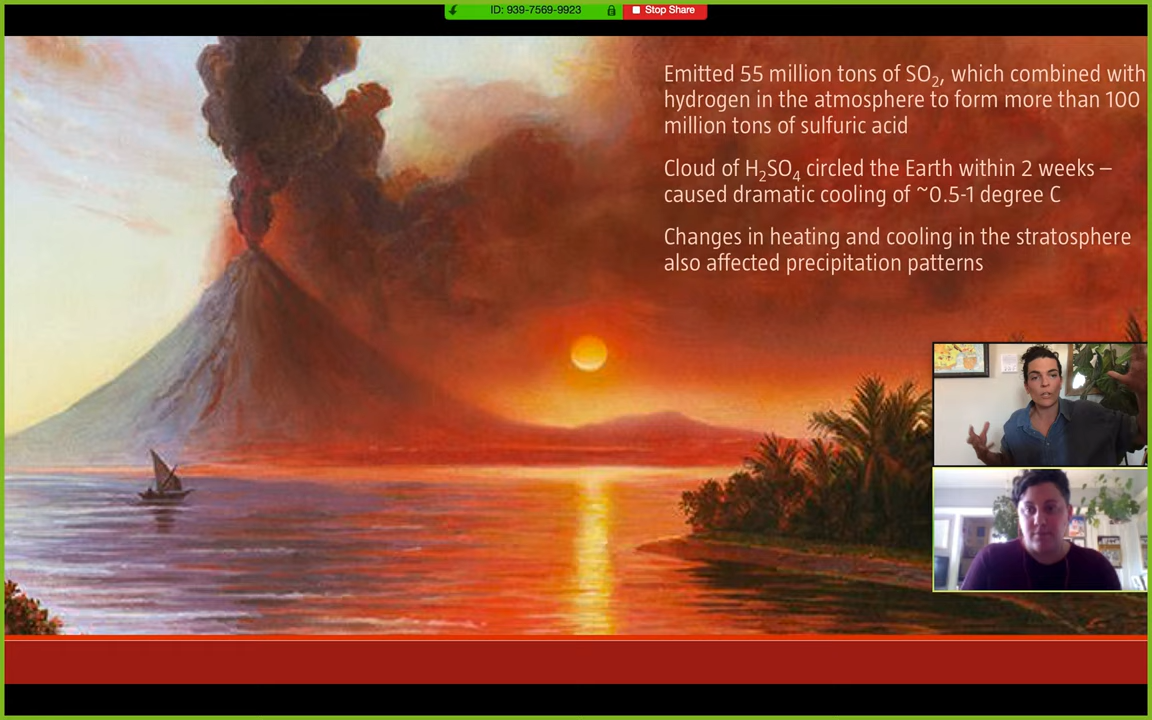 ID: 939-7569-9923 Stop Share
Emitted 55 million tons of SO₂, which combined with
hydrogen in the atmosphere to form more than 100
million tons of sulfuric acid
Cloud of H₂SO₄ circled the Earth within 2 weeks –
caused dramatic cooling of ~0.5-1 degree C
Changes in heating and cooling in the stratosphere
also affected precipitation patterns